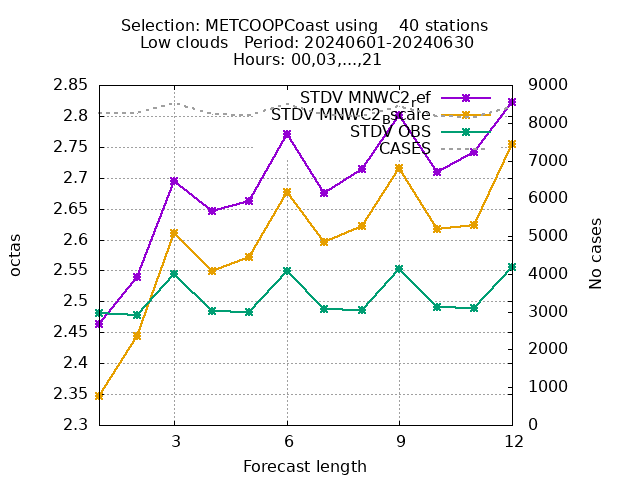 Selection: METCOOPCoast using    40 stations
Low clouds   Period: 20240601-20240630
Hours: 00,03,...,21
2.85
2.8
2.75
2.7
2.65
2.6
2.55
2.5
2.45
2.4
2.35
2.3
9000
8000
7000
6000
5000
4000
3000
2000
1000
0
STDV MNWC2_ref
STDV MNWC2_Bscale
STDV OBS
CASES
octas
No cases
3
6
9
12
Forecast length